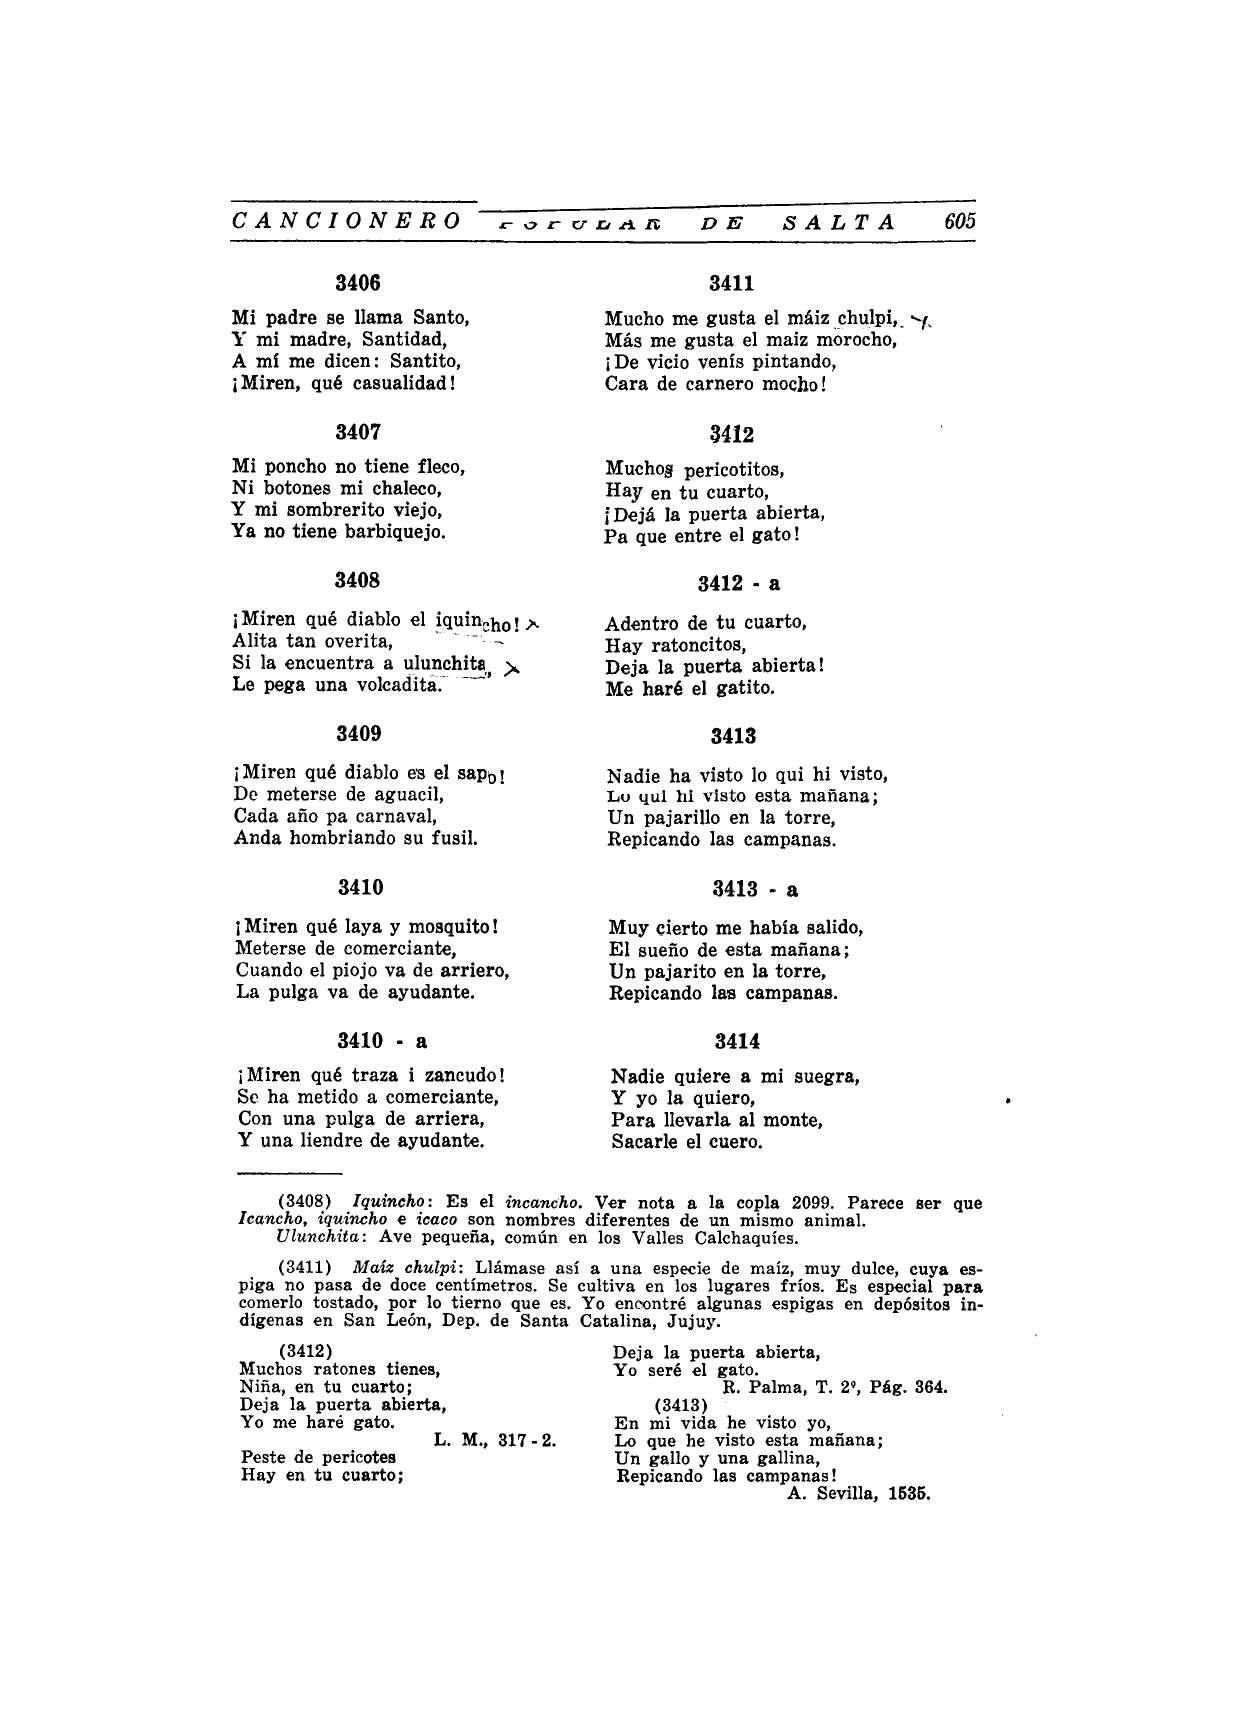 CANCIONERO POPULAR DE SALTA 605
3406
Mi padre se llama Santo,
Y mi madre, Santidad,
A mí me dicen: Santito,
¡Miren, qué casualidad!
3407
Mi poncho no tiene fleco,
Ni botones mi chaleco,
Y mi sombrerito viejo,
Ya no tiene barbiquejo.
3408
¡Miren qué diablo el iquincho!
Alita tan overita,
Si la encuentra a ulunchita,
Le pega una volcadita.
3409
¡Miren qué diablo es el sapo!
De meterse de aguacil,
Cada año pa carnaval,
Anda hombriando su fusil.
3410
¡Miren qué laya y mosquito!
Meterse de comerciante,
Cuando el piojo va de arriero,
La pulga va de ayudante.
3410 - a
¡Miren qué traza i zancudo!
Se ha metido a comerciante,
Con una pulga de arriera,
Y una liendre de ayudante.
3411
Mucho me gusta el máiz chulpi,
Más me gusta el maiz morocho,
¡De vicio venís pintando,
Cara de carnero mocho!
3412
Muchos pericotitos,
Hay en tu cuarto,
¡Dejá la puerta abierta,
Pa que entre el gato!
3412 - a
Adentro de tu cuarto,
Hay ratoncitos,
Deja la puerta abierta!
Me haré el gatito.
3413
Nadie ha visto lo qui hi visto,
Lo qui hi visto esta mañana;
Un pajarillo en la torre,
Repicando las campanas.
3413 - a
Muy cierto me había salido,
El sueño de esta mañana;
Un pajarito en la torre,
Repicando las campanas.
3414
Nadie quiere a mi suegra,
Y yo la quiero,
Para llevarla al monte,
Sacarle el cuero.
(3408) Iquincho: Es el incancho. Ver nota a la copla 2099. Parece ser que
Icancho, iquincho e icaco son nombres diferentes de un mismo animal.
Ulunchita: Ave pequeña, común en los Valles Calchaquíes.
(3411) Maíz chulpi: Llámase así a una especie de maíz, muy dulce, cuya es-
piga no pasa de doce centímetros. Se cultiva en los lugares fríos. Es especial para
comerlo tostado, por lo tierno que es. Yo encontré algunas espigas en depósitos in-
dígenas en San León, Dep. de Santa Catalina, Jujuy.
(3412)
Muchos ratones tienes,
Niña, en tu cuarto;
Deja la puerta abierta,
Yo me haré gato.
L. M., 317 - 2.
Peste de pericotes
Hay en tu cuarto;
Deja la puerta abierta,
Yo seré el gato.
R. Palma, T. 2º, Pág. 364.
(3413)
En mi vida he visto yo,
Lo que he visto esta mañana;
Un gallo y una gallina,
Repicando las campanas!
A. Sevilla, 1535.